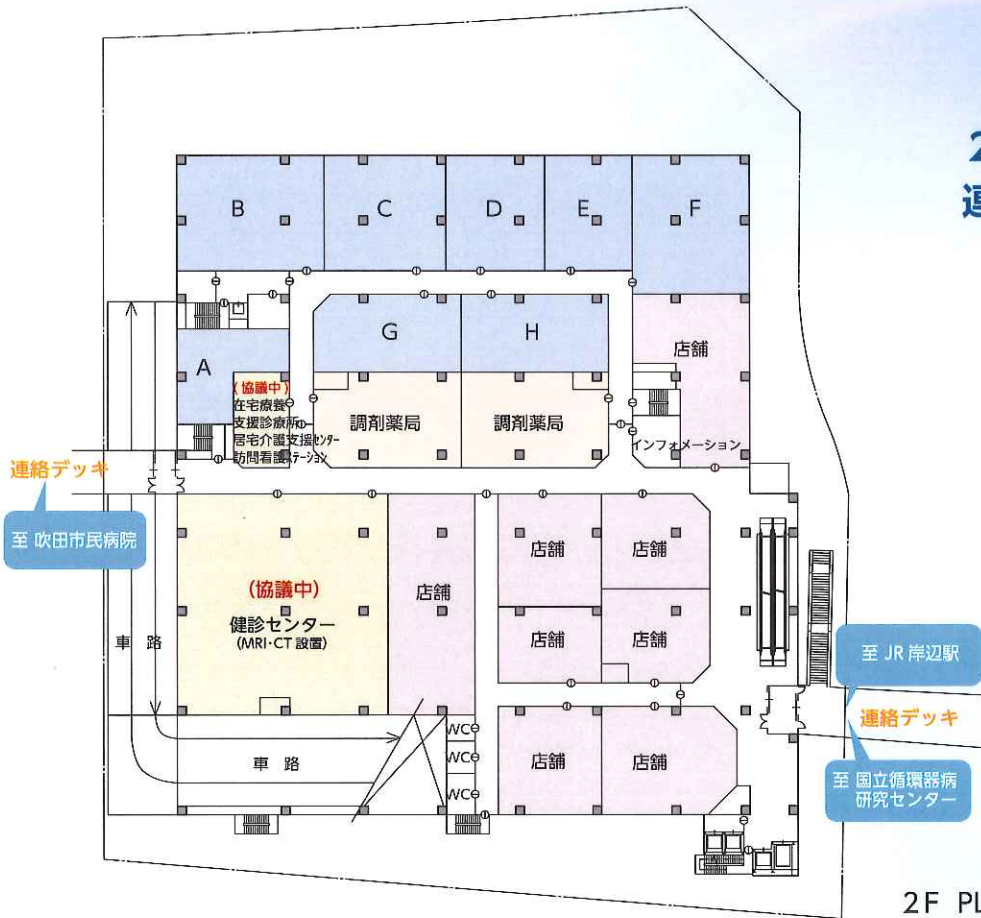 2
連
B
C
D
E
F
G
H
A
店舗
(協議中)
在宅療養
支援診療所
居宅介護支援センター
訪問看護ステーション
調剤薬局
調剤薬局
インフォメーション
連絡デッキ
至 吹田市民病院
(協議中)
健診センター
(MRI・CT 設置)
店舗
店舗
店舗
店舗
店舗
車 路
至 JR 岸辺駅
連絡デッキ
至 国立循環器病
研究センター
車 路
WC
WC
WC
店舗
店舗
2F PL